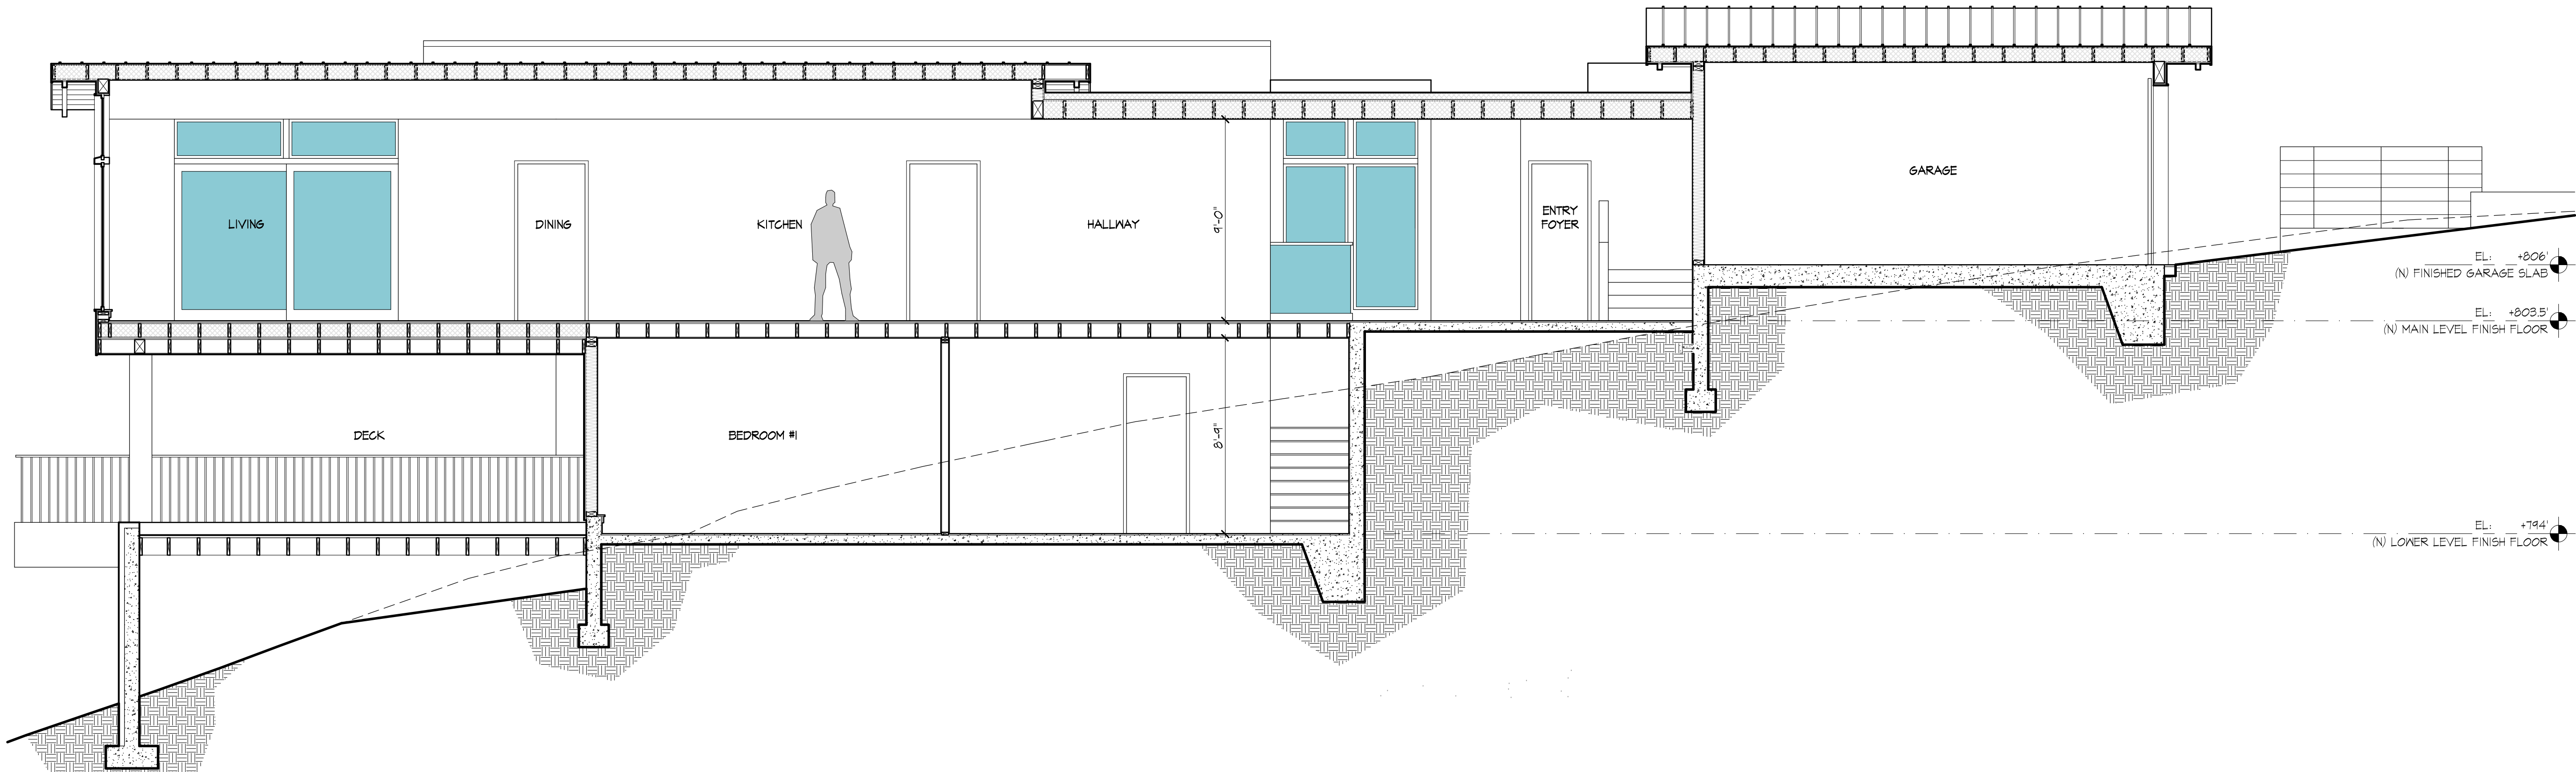 GARAGE
LIVING
DINING
KITCHEN
HALLWAY
9'-0"
ENTRY
FOYER
EL: +806'
(N) FINISHED GARAGE SLAB
EL: +803.5'
(N) MAIN LEVEL FINISH FLOOR
DECK
BEDROOM #1
8'-9"
EL: +794'
(N) LOWER LEVEL FINISH FLOOR